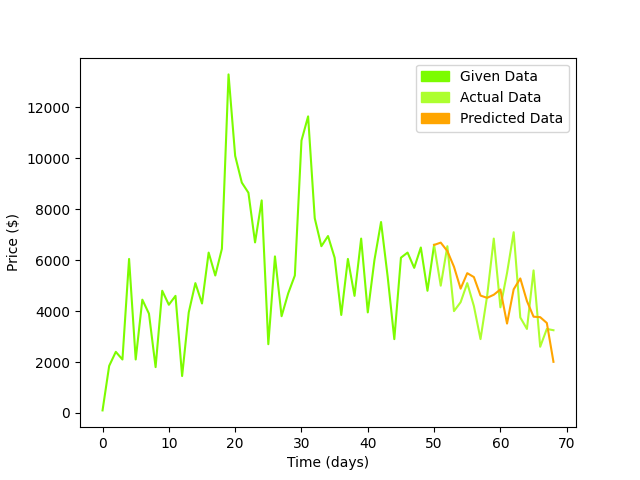 Given Data
Actual Data
Predicted Data
12000
10000
8000
6000
4000
2000
0
Price ($)
0 10 20 30 40 50 60 70
Time (days)